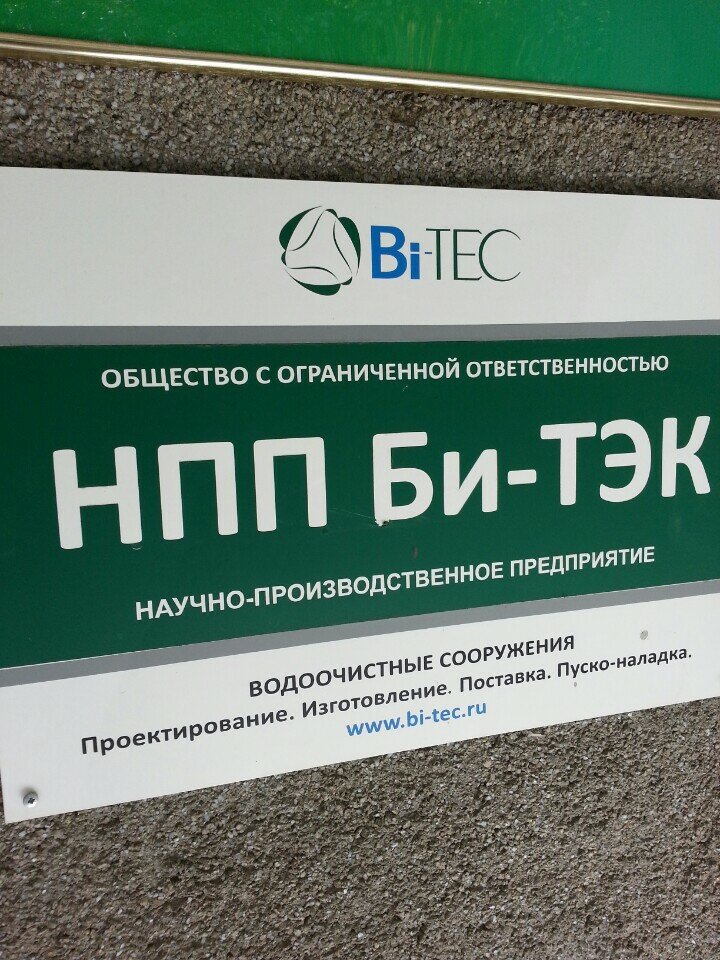 Bi-TEC
ОБЩЕСТВО С ОГРАНИЧЕННОЙ ОТВЕТСТВЕННОСТЬЮ
НПП Би-ТЭК
НАУЧНО-ПРОИЗВОДСТВЕННОЕ ПРЕДПРИЯТИЕ
ВОДООЧИСТНЫЕ СООРУЖЕНИЯ
Проектирование. Изготовление. Поставка. Пуско-наладка.
www.bi-tec.ru